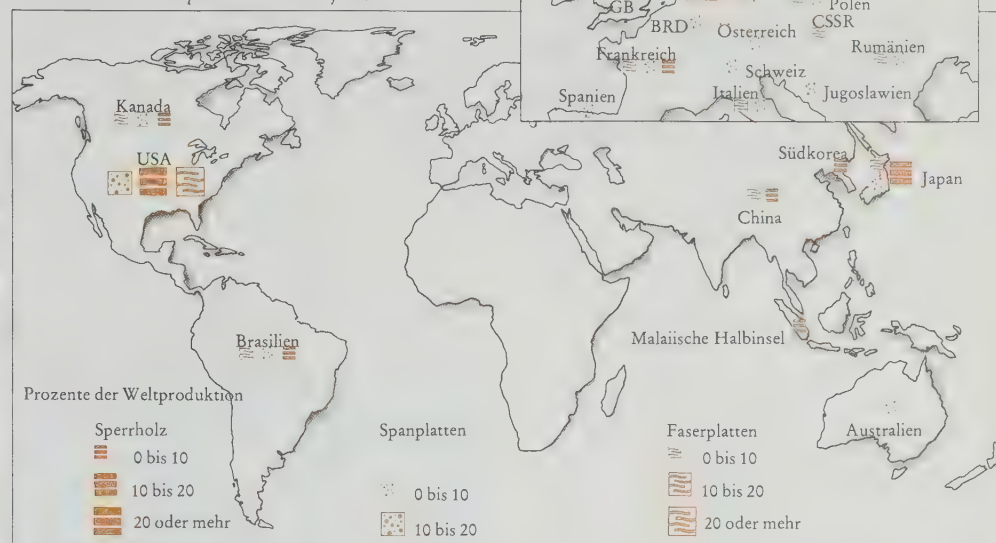 GB
Polen
BRD
CSSR
Österreich
Rumänien
Frankreich
Schweiz
Spanien
Italien
Jugoslawien
Kanada
USA
Südkorea
Japan
China
Malaiische Halbinsel
Brasilien
Prozente der Weltproduktion
Sperrholz
0 bis 10
10 bis 20
20 oder mehr
Spanplatten
0 bis 10
10 bis 20
Faserplatten
0 bis 10
10 bis 20
20 oder mehr
Australien